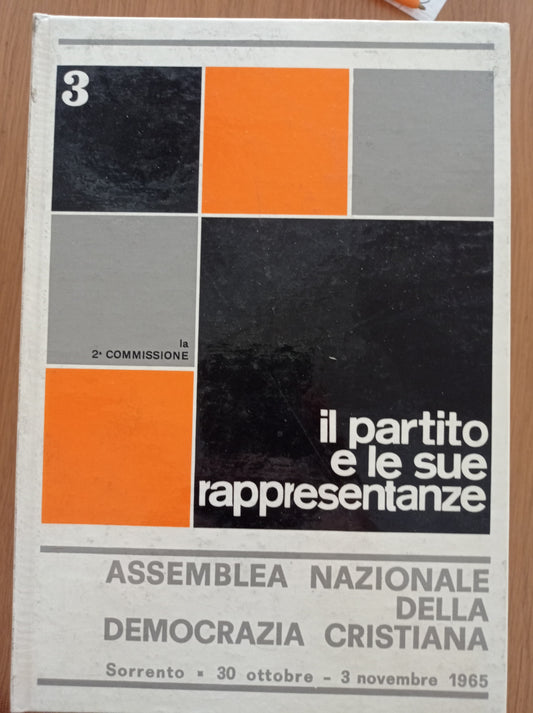 3
la
2ª COMMISSIONE
il partito
e le sue
rappresentanze
ASSEMBLEA NAZIONALE
DELLA
DEMOCRAZIA CRISTIANA
Sorrento ▪ 30 ottobre – 3 novembre 1965